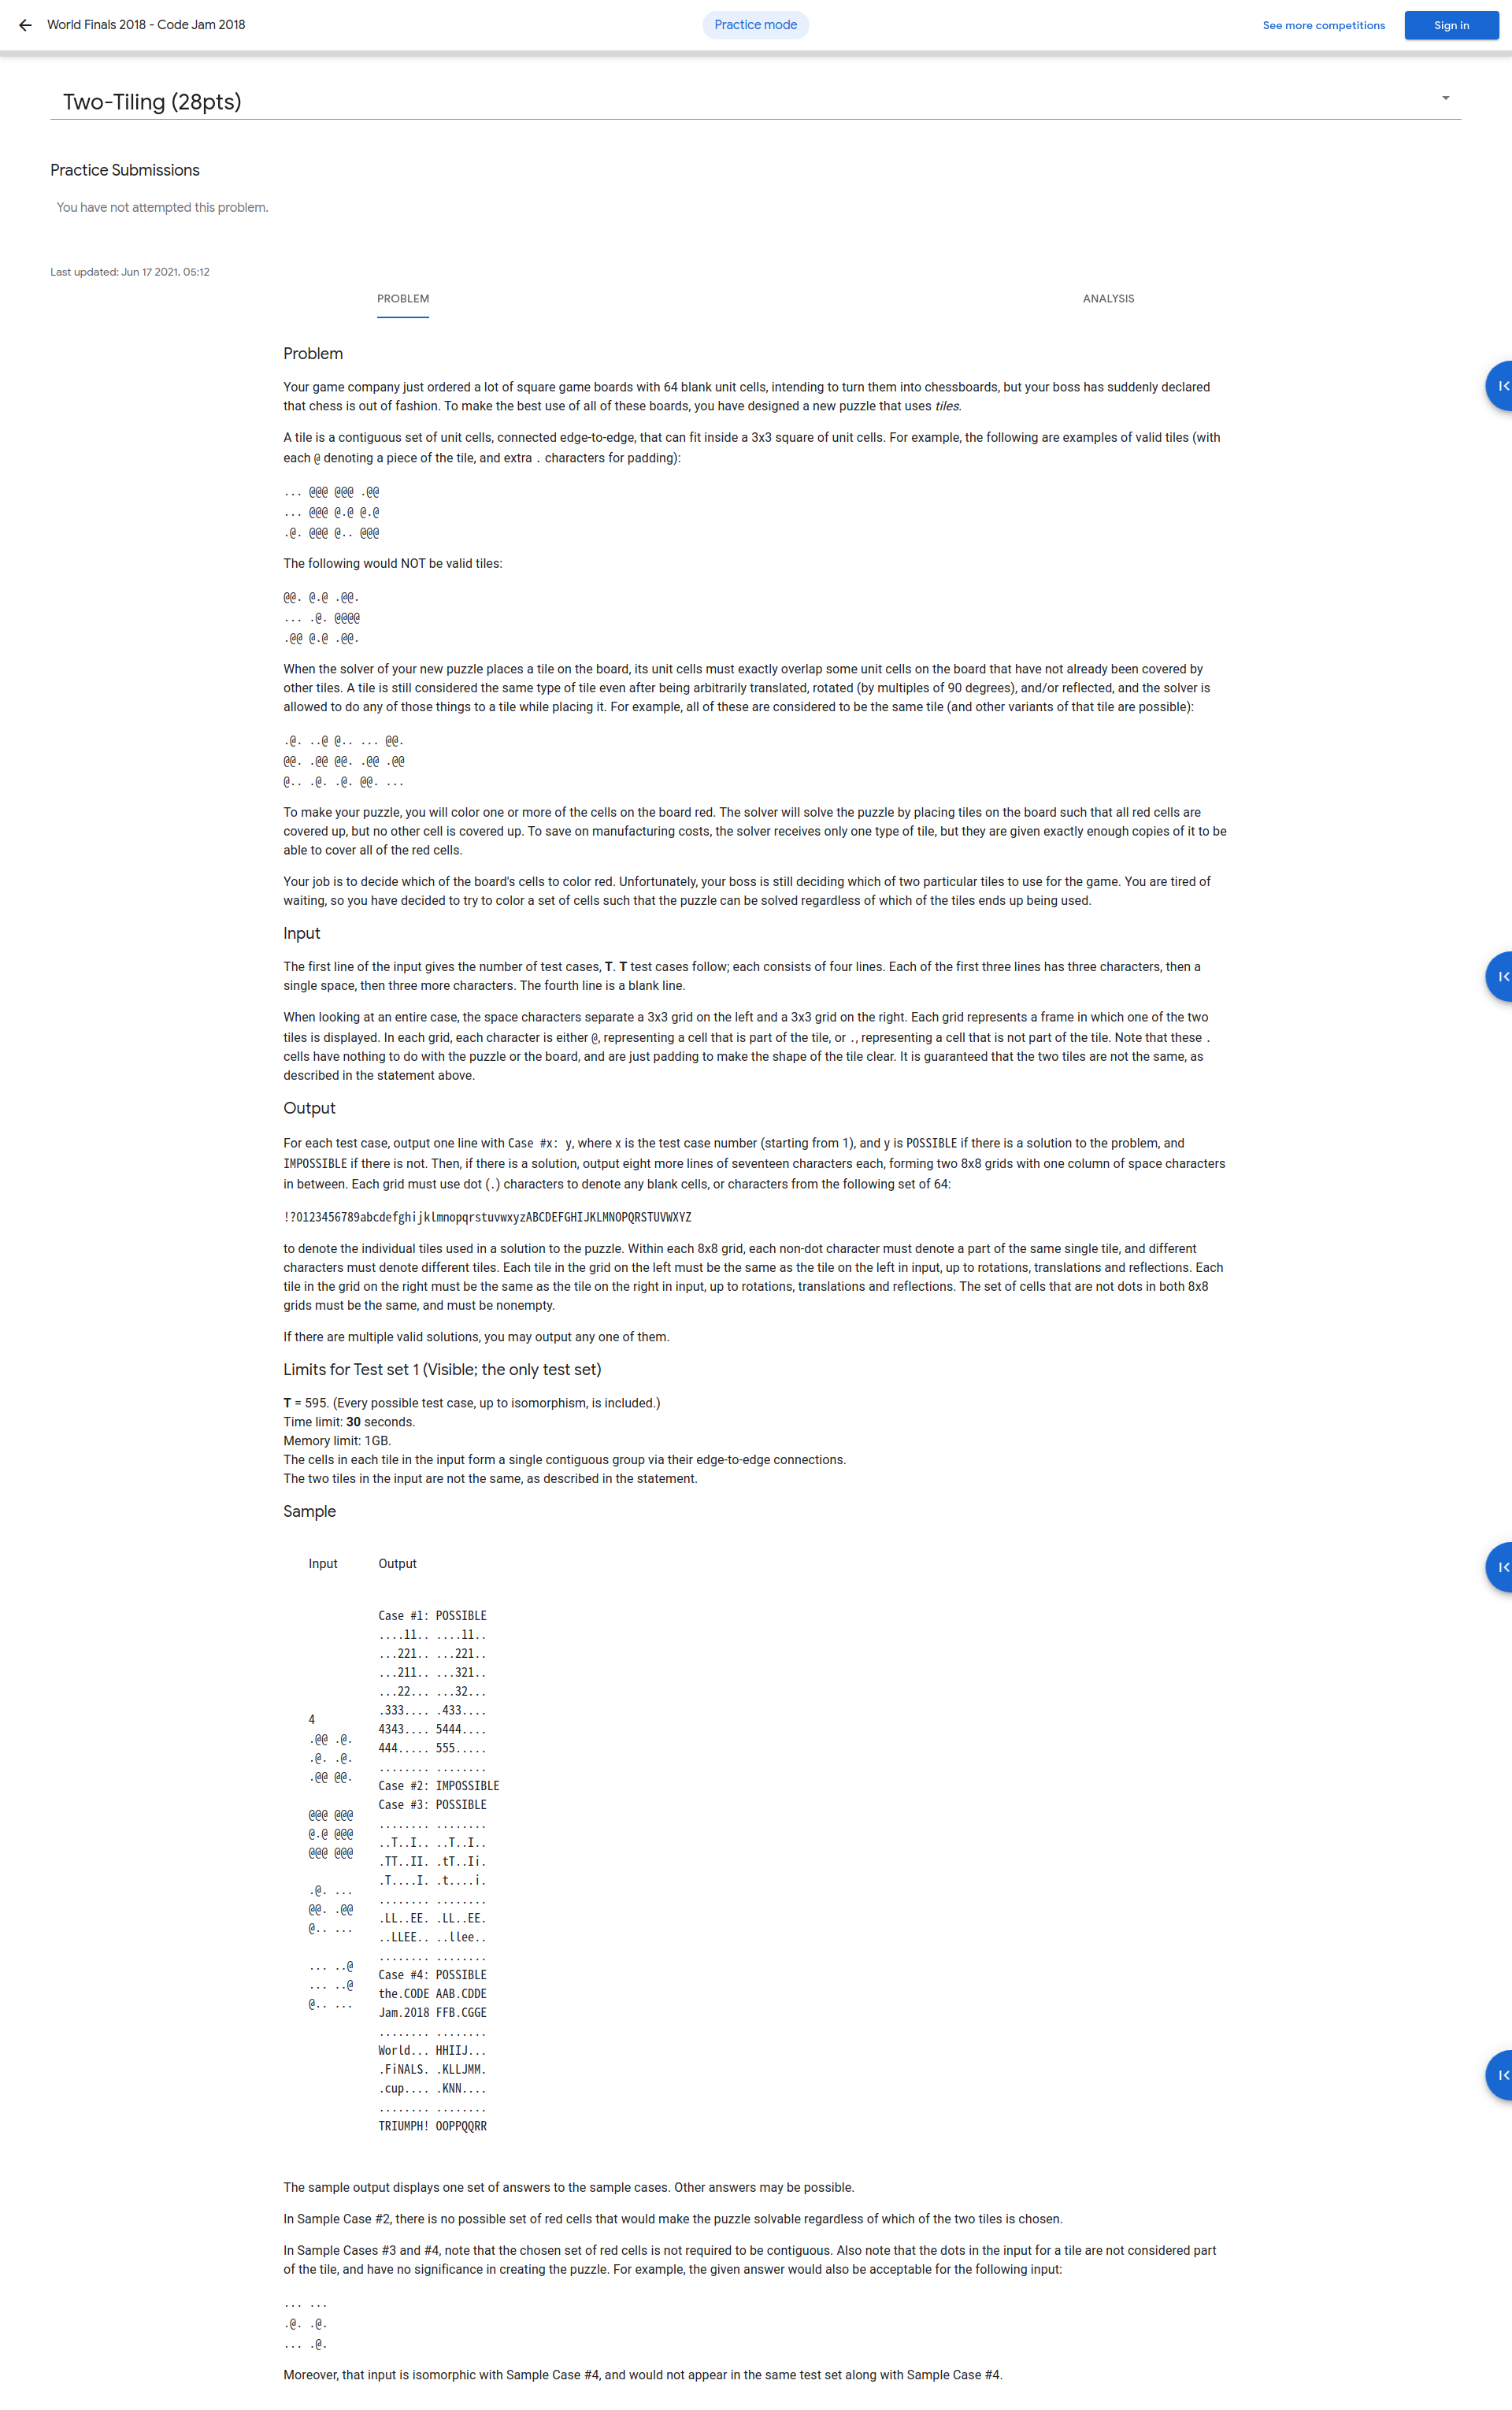 World Finals 2018 - Code Jam 2018
Practice mode
See more competitions
Sign in
Two-Tiling (28pts)
Practice Submissions
You have not attempted this problem.
Last updated: Jun 17 2021, 05:12
PROBLEM
ANALYSIS
Problem
Your game company just ordered a lot of square game boards with 64 blank unit cells, intending to turn them into chessboards, but your boss has suddenly declared
that chess is out of fashion. To make the best use of all of these boards, you have designed a new puzzle that uses tiles.
A tile is a contiguous set of unit cells, connected edge-to-edge, that can fit inside a 3x3 square of unit cells. For example, the following are examples of valid tiles (with
each @ denoting a piece of the tile, and extra . characters for padding):
... @@@ @@@ .@@
... @@@ @.@ @.@
.@. @@@ @.. @@@
The following would NOT be valid tiles:
@@. @.@ .@@.
... .@. @@@@
.@@ @.@ .@@.
When the solver of your new puzzle places a tile on the board, its unit cells must exactly overlap some unit cells on the board that have not already been covered by
other tiles. A tile is still considered the same type of tile even after being arbitrarily translated, rotated (by multiples of 90 degrees), and/or reflected, and the solver is
allowed to do any of those things to a tile while placing it. For example, all of these are considered to be the same tile (and other variants of that tile are possible):
.@. ..@ @.. ... @@.
@@. .@@ @@. .@@ .@@
@.. .@. .@. @@. ...
To make your puzzle, you will color one or more of the cells on the board red. The solver will solve the puzzle by placing tiles on the board such that all red cells are
covered up, but no other cell is covered up. To save on manufacturing costs, the solver receives only one type of tile, but they are given exactly enough copies of it to be
able to cover all of the red cells.
Your job is to decide which of the board's cells to color red. Unfortunately, your boss is still deciding which of two particular tiles to use for the game. You are tired of
waiting, so you have decided to try to color a set of cells such that the puzzle can be solved regardless of which of the tiles ends up being used.
Input
The first line of the input gives the number of test cases, T. T test cases follow; each consists of four lines. Each of the first three lines has three characters, then a
single space, then three more characters. The fourth line is a blank line.
When looking at an entire case, the space characters separate a 3x3 grid on the left and a 3x3 grid on the right. Each grid represents a frame in which one of the two
tiles is displayed. In each grid, each character is either @, representing a cell that is part of the tile, or ., representing a cell that is not part of the tile. Note that these .
cells have nothing to do with the puzzle or the board, and are just padding to make the shape of the tile clear. It is guaranteed that the two tiles are not the same, as
described in the statement above.
Output
For each test case, output one line with Case #x: y, where x is the test case number (starting from 1), and y is POSSIBLE if there is a solution to the problem, and
IMPOSSIBLE if there is not. Then, if there is a solution, output eight more lines of seventeen characters each, forming two 8x8 grids with one column of space characters
in between. Each grid must use dot (.) characters to denote any blank cells, or characters from the following set of 64:
!?0123456789abcdefghijklmnopqrstuvwxyzABCDEFGHIJKLMNOPQRSTUVWXYZ
to denote the individual tiles used in a solution to the puzzle. Within each 8x8 grid, each non-dot character must denote a part of the same single tile, and different
characters must denote different tiles. Each tile in the grid on the left must be the same as the tile on the left in input, up to rotations, translations and reflections. Each
tile in the grid on the right must be the same as the tile on the right in input, up to rotations, translations and reflections. The set of cells that are not dots in both 8x8
grids must be the same, and must be nonempty.
If there are multiple valid solutions, you may output any one of them.
Limits for Test set 1 (Visible; the only test set)
T = 595. (Every possible test case, up to isomorphism, is included.)
Time limit: 30 seconds.
Memory limit: 1GB.
The cells in each tile in the input form a single contiguous group via their edge-to-edge connections.
The two tiles in the input are not the same, as described in the statement.
Sample
Input
4
.@@ .@.
.@. .@.
.@@ @@.
@@@ @@@
@.@ @@@
@@@ @@@
.@. ...
@@. .@@
@.. ...
... ..@
... ..@
@.. ...
Output
Case #1: POSSIBLE
....11.. ....11..
...221.. ...221..
...211.. ...321..
...22... ...32...
.333.... .433....
4343.... 5444....
444..... 555.....
........ ........
Case #2: IMPOSSIBLE
Case #3: POSSIBLE
........ ........
..T..I.. ..T..I..
.TT..II. .tT..Ii.
.T....I. .t....i.
........ ........
.LL..EE. .LL..EE.
..LLEE.. ..llee..
........ ........
Case #4: POSSIBLE
the.CODE AAB.CDDE
Jam.2018 FFB.CGGE
........ ........
World... HHIIJ...
.FiNALS. .KLLJMM.
.cup.... .KNN....
........ ........
TRIUMPH! OOPPQQRR
The sample output displays one set of answers to the sample cases. Other answers may be possible.
In Sample Case #2, there is no possible set of red cells that would make the puzzle solvable regardless of which of the two tiles is chosen.
In Sample Cases #3 and #4, note that the chosen set of red cells is not required to be contiguous. Also note that the dots in the input for a tile are not considered part
of the tile, and have no significance in creating the puzzle. For example, the given answer would also be acceptable for the following input:
... ...
.@. .@.
... .@.
Moreover, that input is isomorphic with Sample Case #4, and would not appear in the same test set along with Sample Case #4.